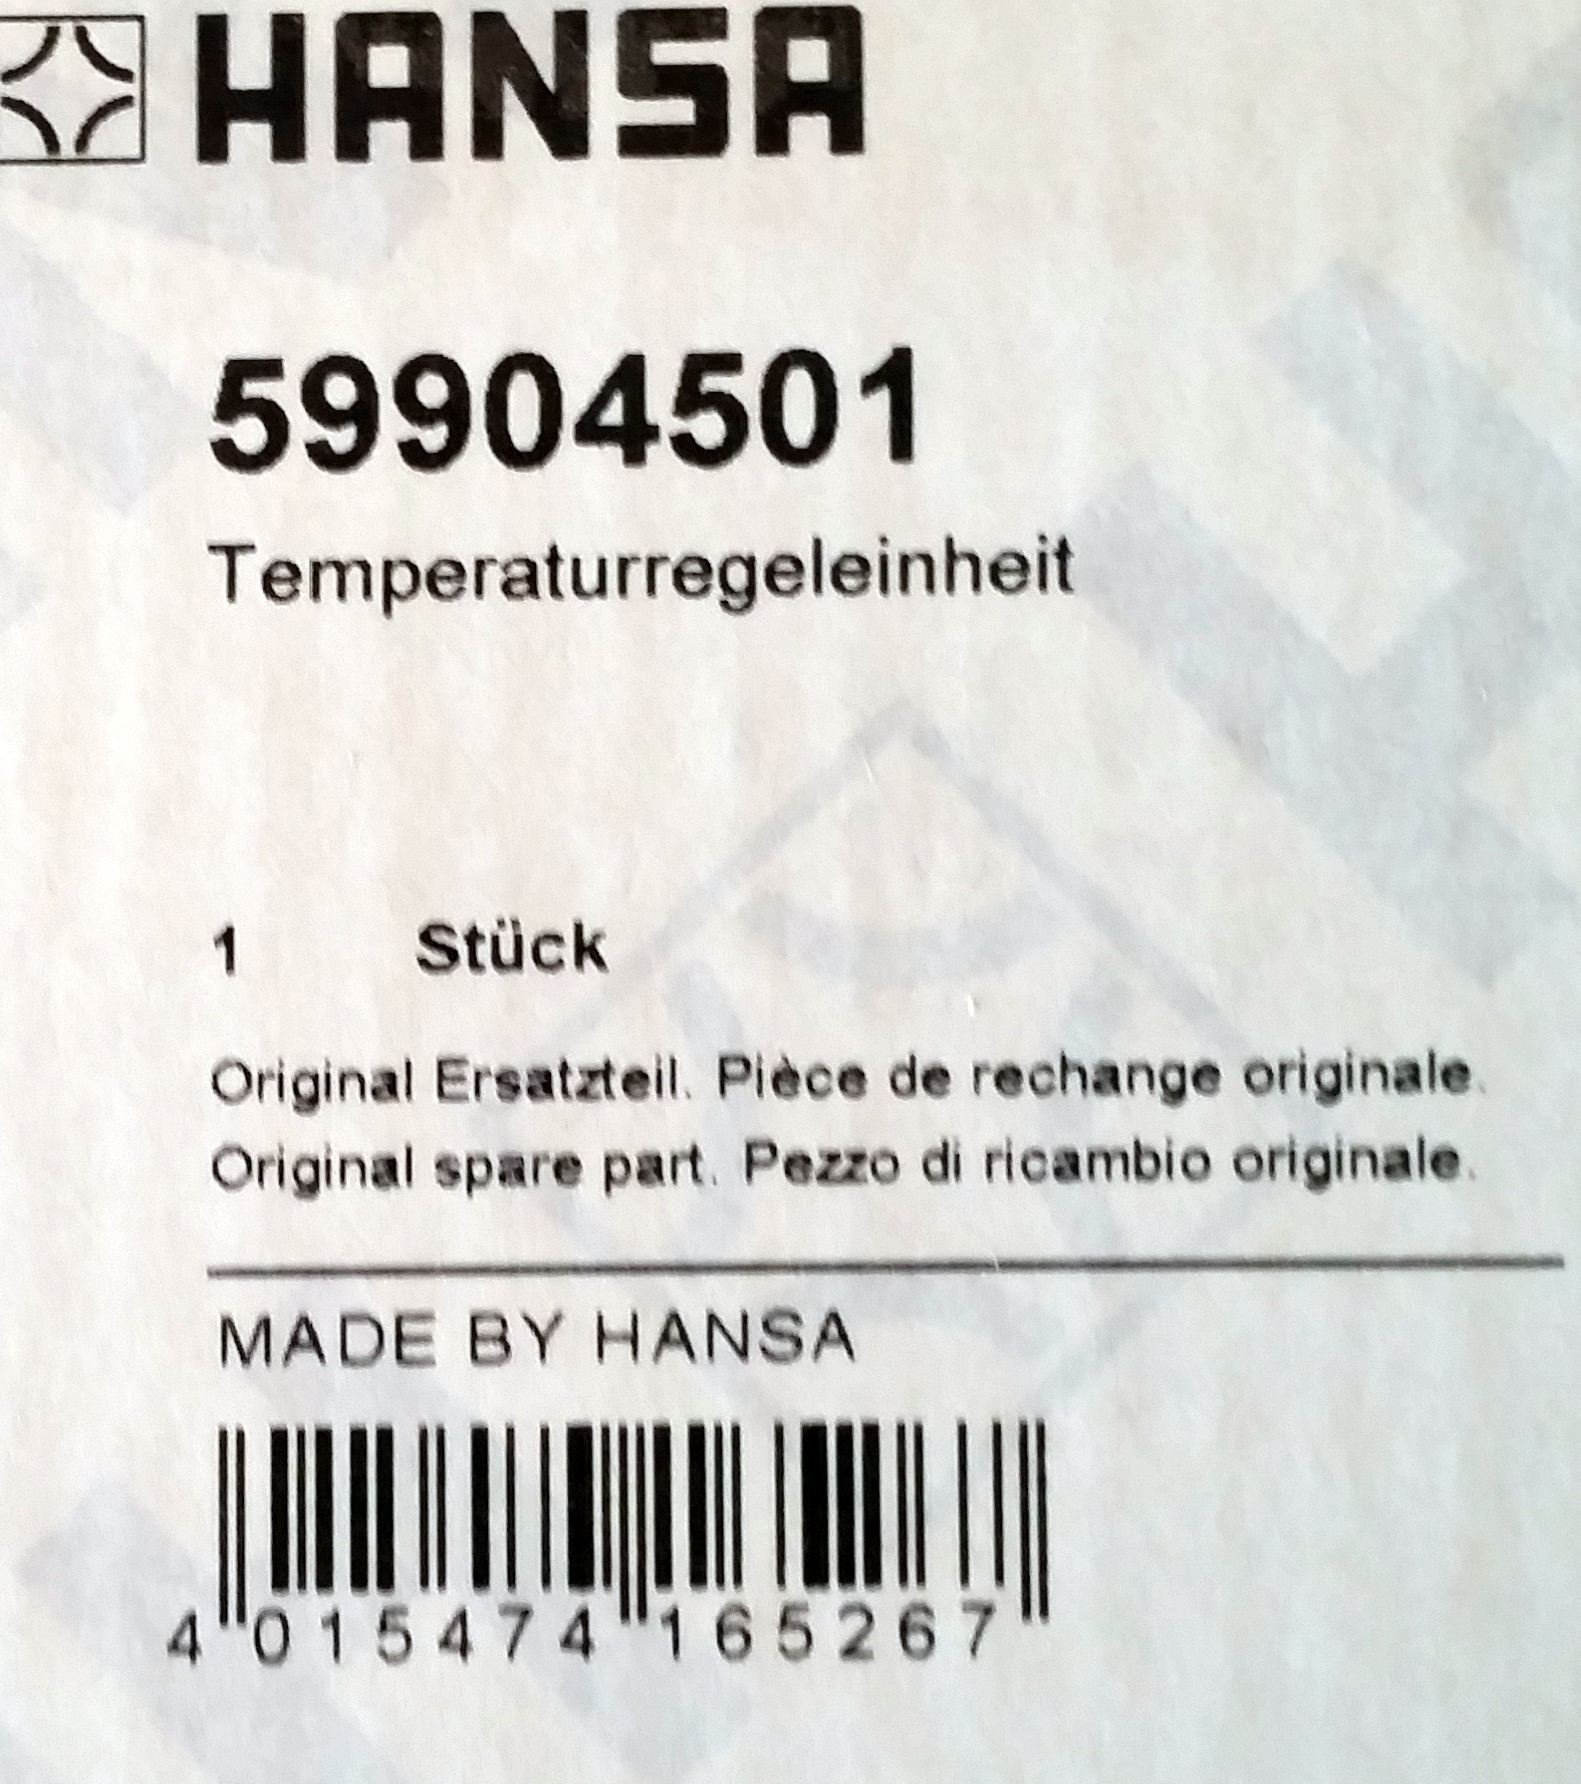 HANSA
59904501
Temperaturregeleinheit
1 Stück
Original Ersatzteil. Pièce de rechange originale.
Original spare part. Pezzo di ricambio originale.
MADE BY HANSA
4 015474 165267